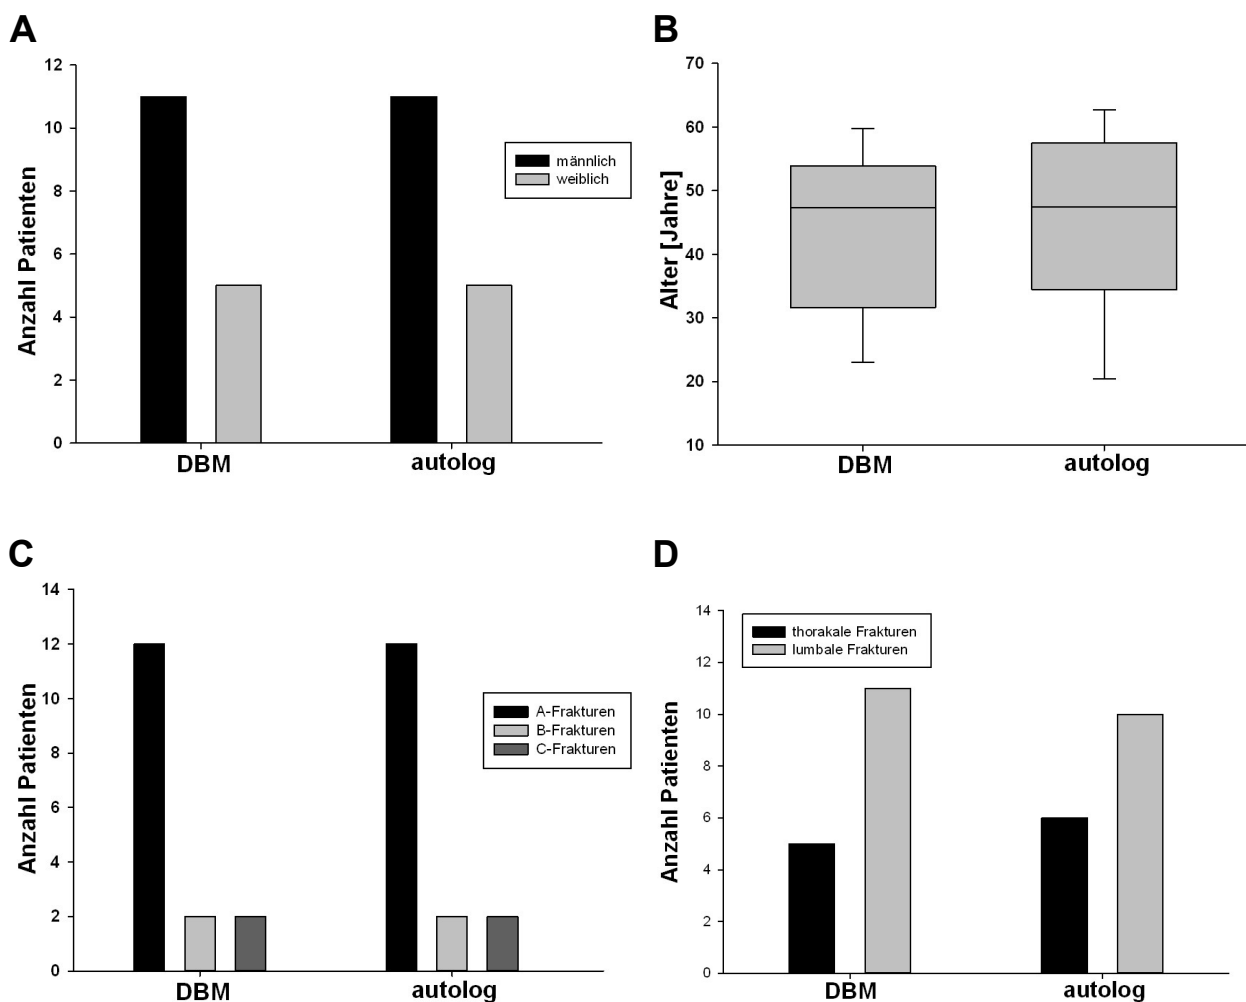 A
Anzahl Patienten
12
10
8
6
4
2
0
männlich
weiblich
DBM
autolog
B
Alter [Jahre]
70
60
50
40
30
20
10
DBM
autolog
C
Anzahl Patienten
14
12
10
8
6
4
2
0
A-Frakturen
B-Frakturen
C-Frakturen
DBM
autolog
D
Anzahl Patienten
14
12
10
8
6
4
2
0
thorakale Frakturen
lumbale Frakturen
DBM
autolog